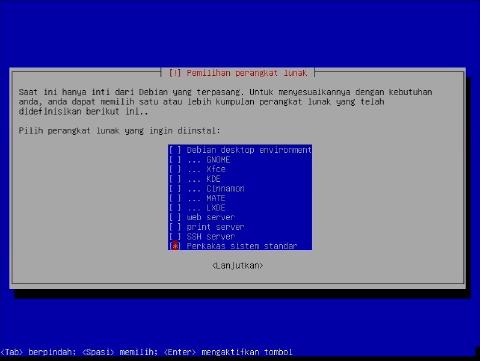 [!] Pemilihan perangkat lunak
Saat ini hanya inti dari Debian yang terpasang. Untuk menyesuaikannya dengan kebutuhan
anda, anda dapat memilih satu atau lebih kumpulan perangkat lunak yang telah
didefinisikan berikut ini..
Pilih perangkat lunak yang ingin diinstal:
[ ] Debian desktop environment
[ ] ... GNOME
[ ] ... Xfce
[ ] ... KDE
[ ] ... Cinnamon
[ ] ... MATE
[ ] ... LXDE
[ ] web server
[ ] print server
[ ] SSH server
[*] Perkakas sistem standar
<Lanjutkan>
<Tab> berpindah; <Spasi> memilih; <Enter> mengaktifkan tombol